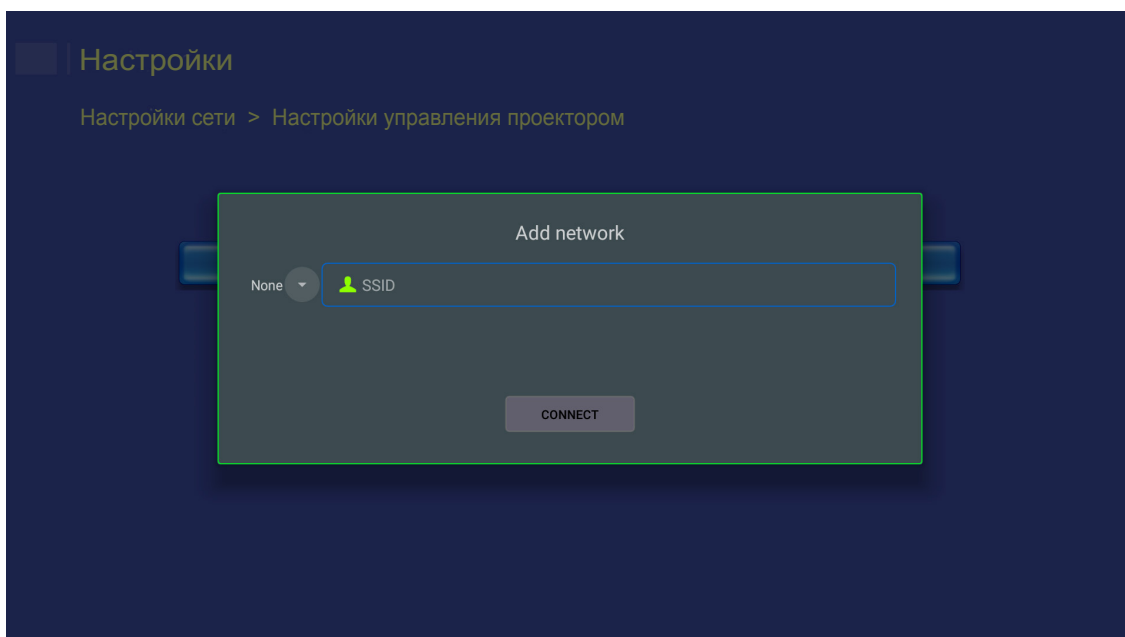 Настройки
Настройки сети > Настройки управления проектором
Add network
None SSID
CONNECT